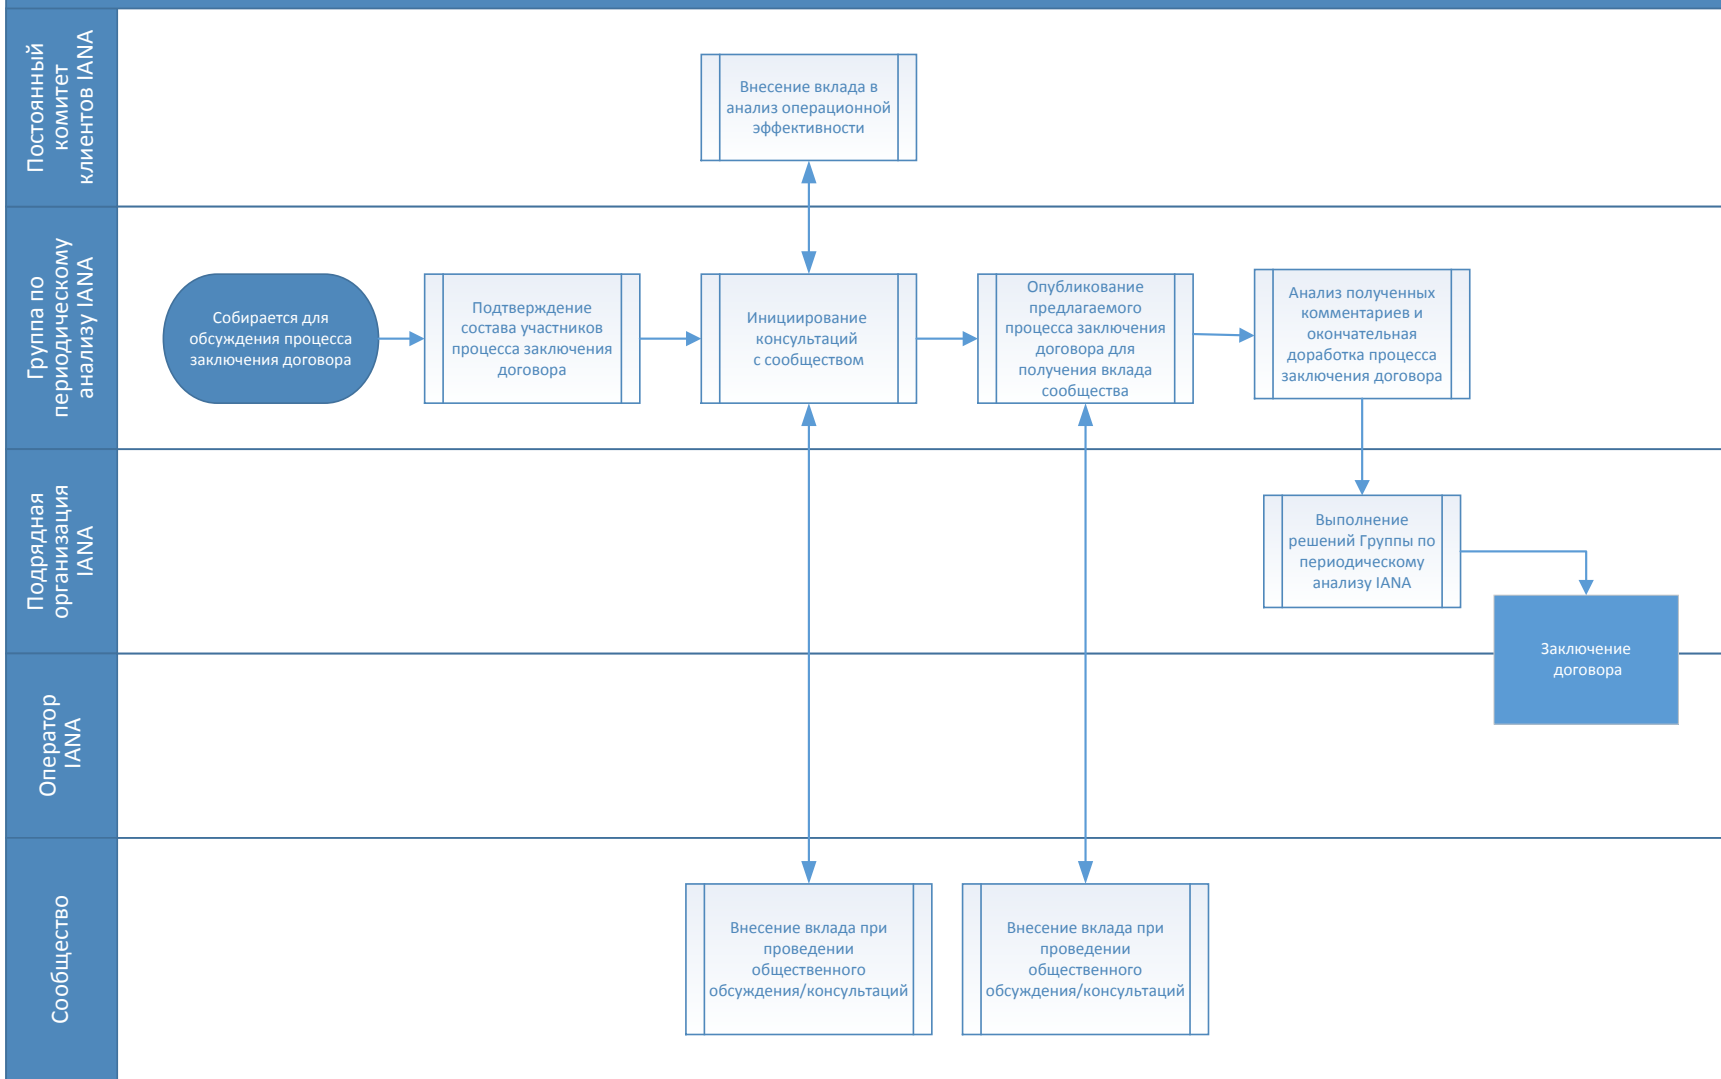 Постоянный
комитет
клиентов IANA
Внесение вклада в
анализ операционной
эффективности
Группа по
периодическому
анализу IANA
Собирается для
обсуждения процесса
заключения договора
Подтверждение
состава участников
процесса заключения
договора
Инициирование
консультаций
с сообществом
Опубликование
предлагаемого
процесса заключения
договора для
получения вклада
сообщества
Анализ полученных
комментариев и
окончательная
доработка процесса
заключения договора
Подрядная
организация
IANA
Выполнение
решений Группы по
периодическому
анализу IANA
Заключение
договора
Оператор
IANA
Сообщество
Внесение вклада при
проведении
общественного
обсуждения/консультаций
Внесение вклада при
проведении
общественного
обсуждения/консультаций